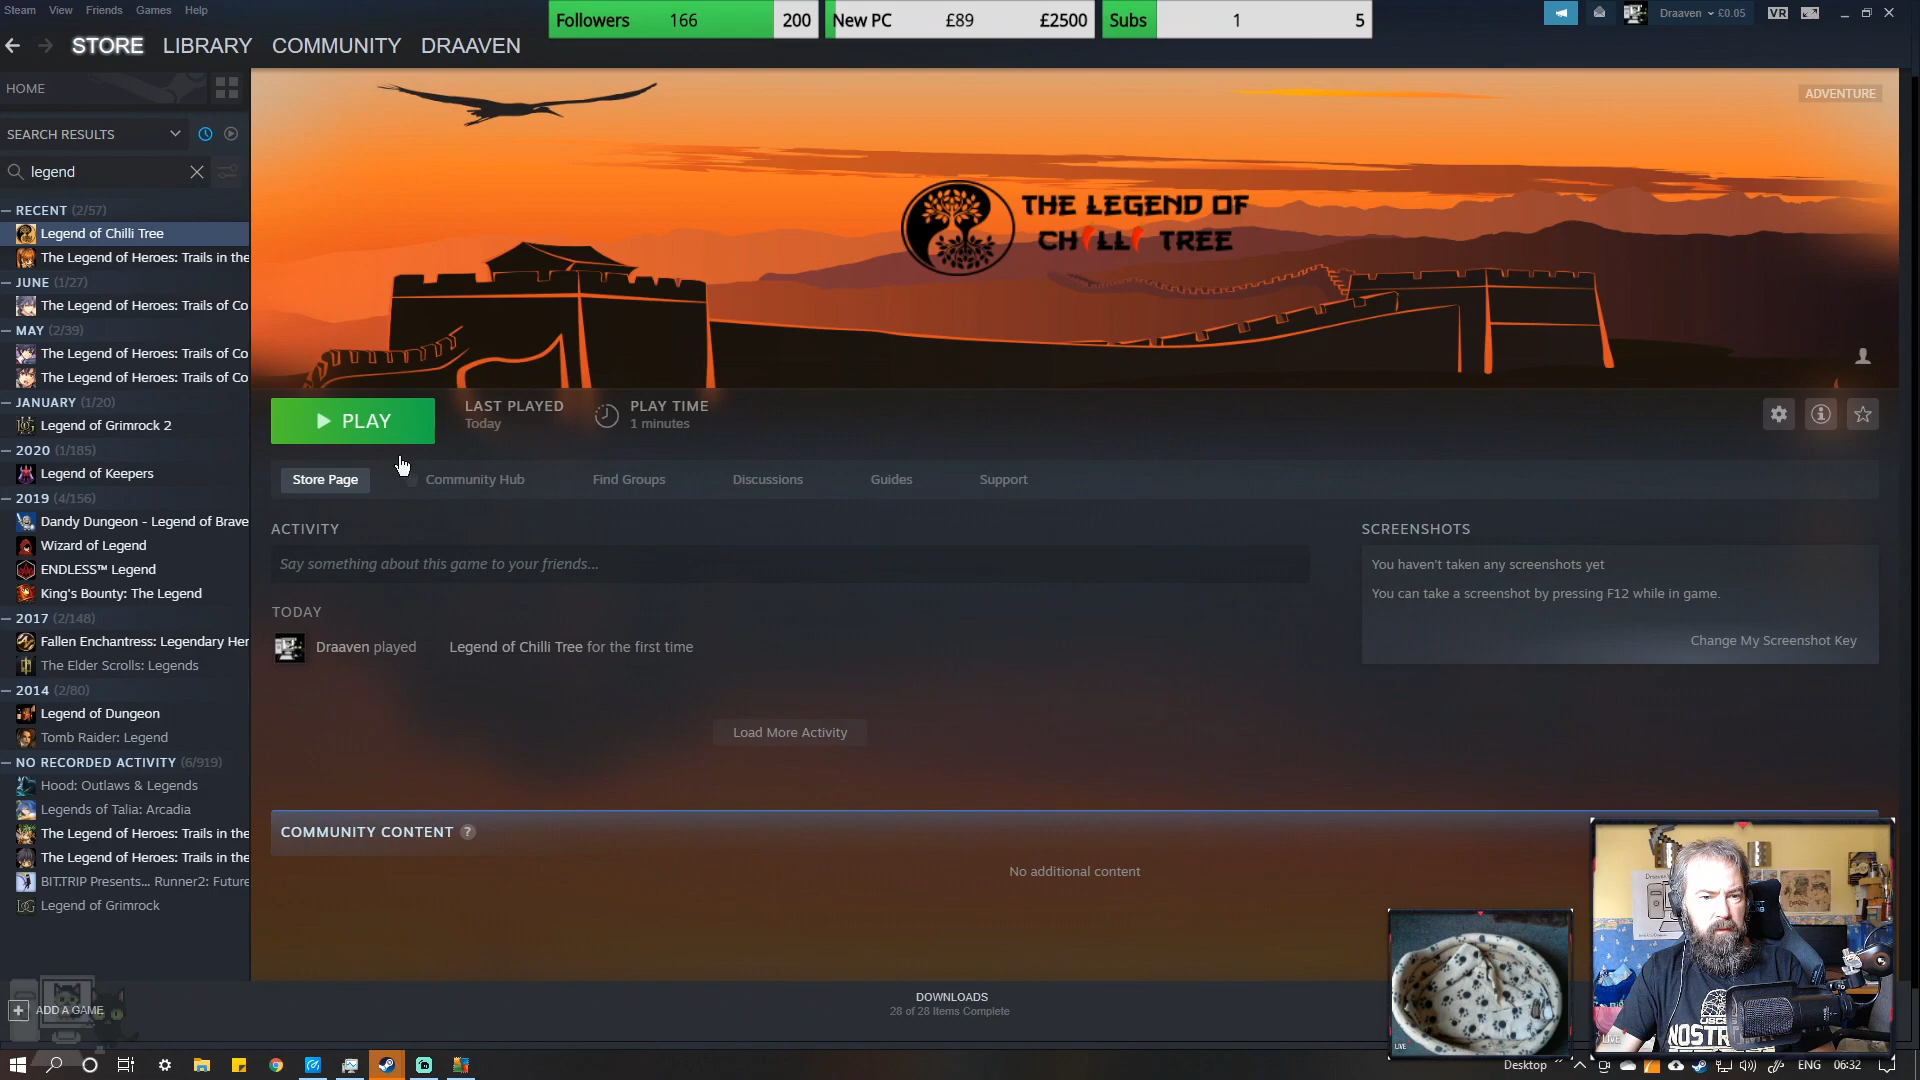 Steam View Friends Games Help
Followers 166 200
New PC £89 £2500
Subs 1 5
Draaven £0.05
VR
STORE LIBRARY COMMUNITY DRAAVEN
HOME
SEARCH RESULTS
legend
RECENT (2/57)
Legend of Chilli Tree
The Legend of Heroes: Trails in the
JUNE (1/27)
The Legend of Heroes: Trails of Co
MAY (2/39)
The Legend of Heroes: Trails of Co
The Legend of Heroes: Trails of Co
JANUARY (1/20)
Legend of Grimrock 2
2020 (1/185)
Legend of Keepers
2019 (4/156)
Dandy Dungeon - Legend of Brave
Wizard of Legend
ENDLESS™ Legend
King's Bounty: The Legend
2017 (2/148)
Fallen Enchantress: Legendary Her
The Elder Scrolls: Legends
2014 (2/80)
Legend of Dungeon
Tomb Raider: Legend
NO RECORDED ACTIVITY (6/919)
Hood: Outlaws & Legends
Legends of Talia: Arcadia
The Legend of Heroes: Trails in the
The Legend of Heroes: Trails in the
BIT.TRIP Presents... Runner2: Future
Legend of Grimrock
ADD A GAME
ADVENTURE
THE LEGEND OF
CHILLI TREE
PLAY
LAST PLAYED
Today
PLAY TIME
1 minutes
Store Page Community Hub Find Groups Discussions Guides Support
ACTIVITY
Say something about this game to your friends...
TODAY
Draaven played Legend of Chilli Tree for the first time
Load More Activity
SCREENSHOTS
You haven't taken any screenshots yet
You can take a screenshot by pressing F12 while in game.
Change My Screenshot Key
COMMUNITY CONTENT ?
No additional content
DOWNLOADS
28 of 28 Items Complete
LIVE
LIVE
NOSTR
Desktop
ENG 06:32